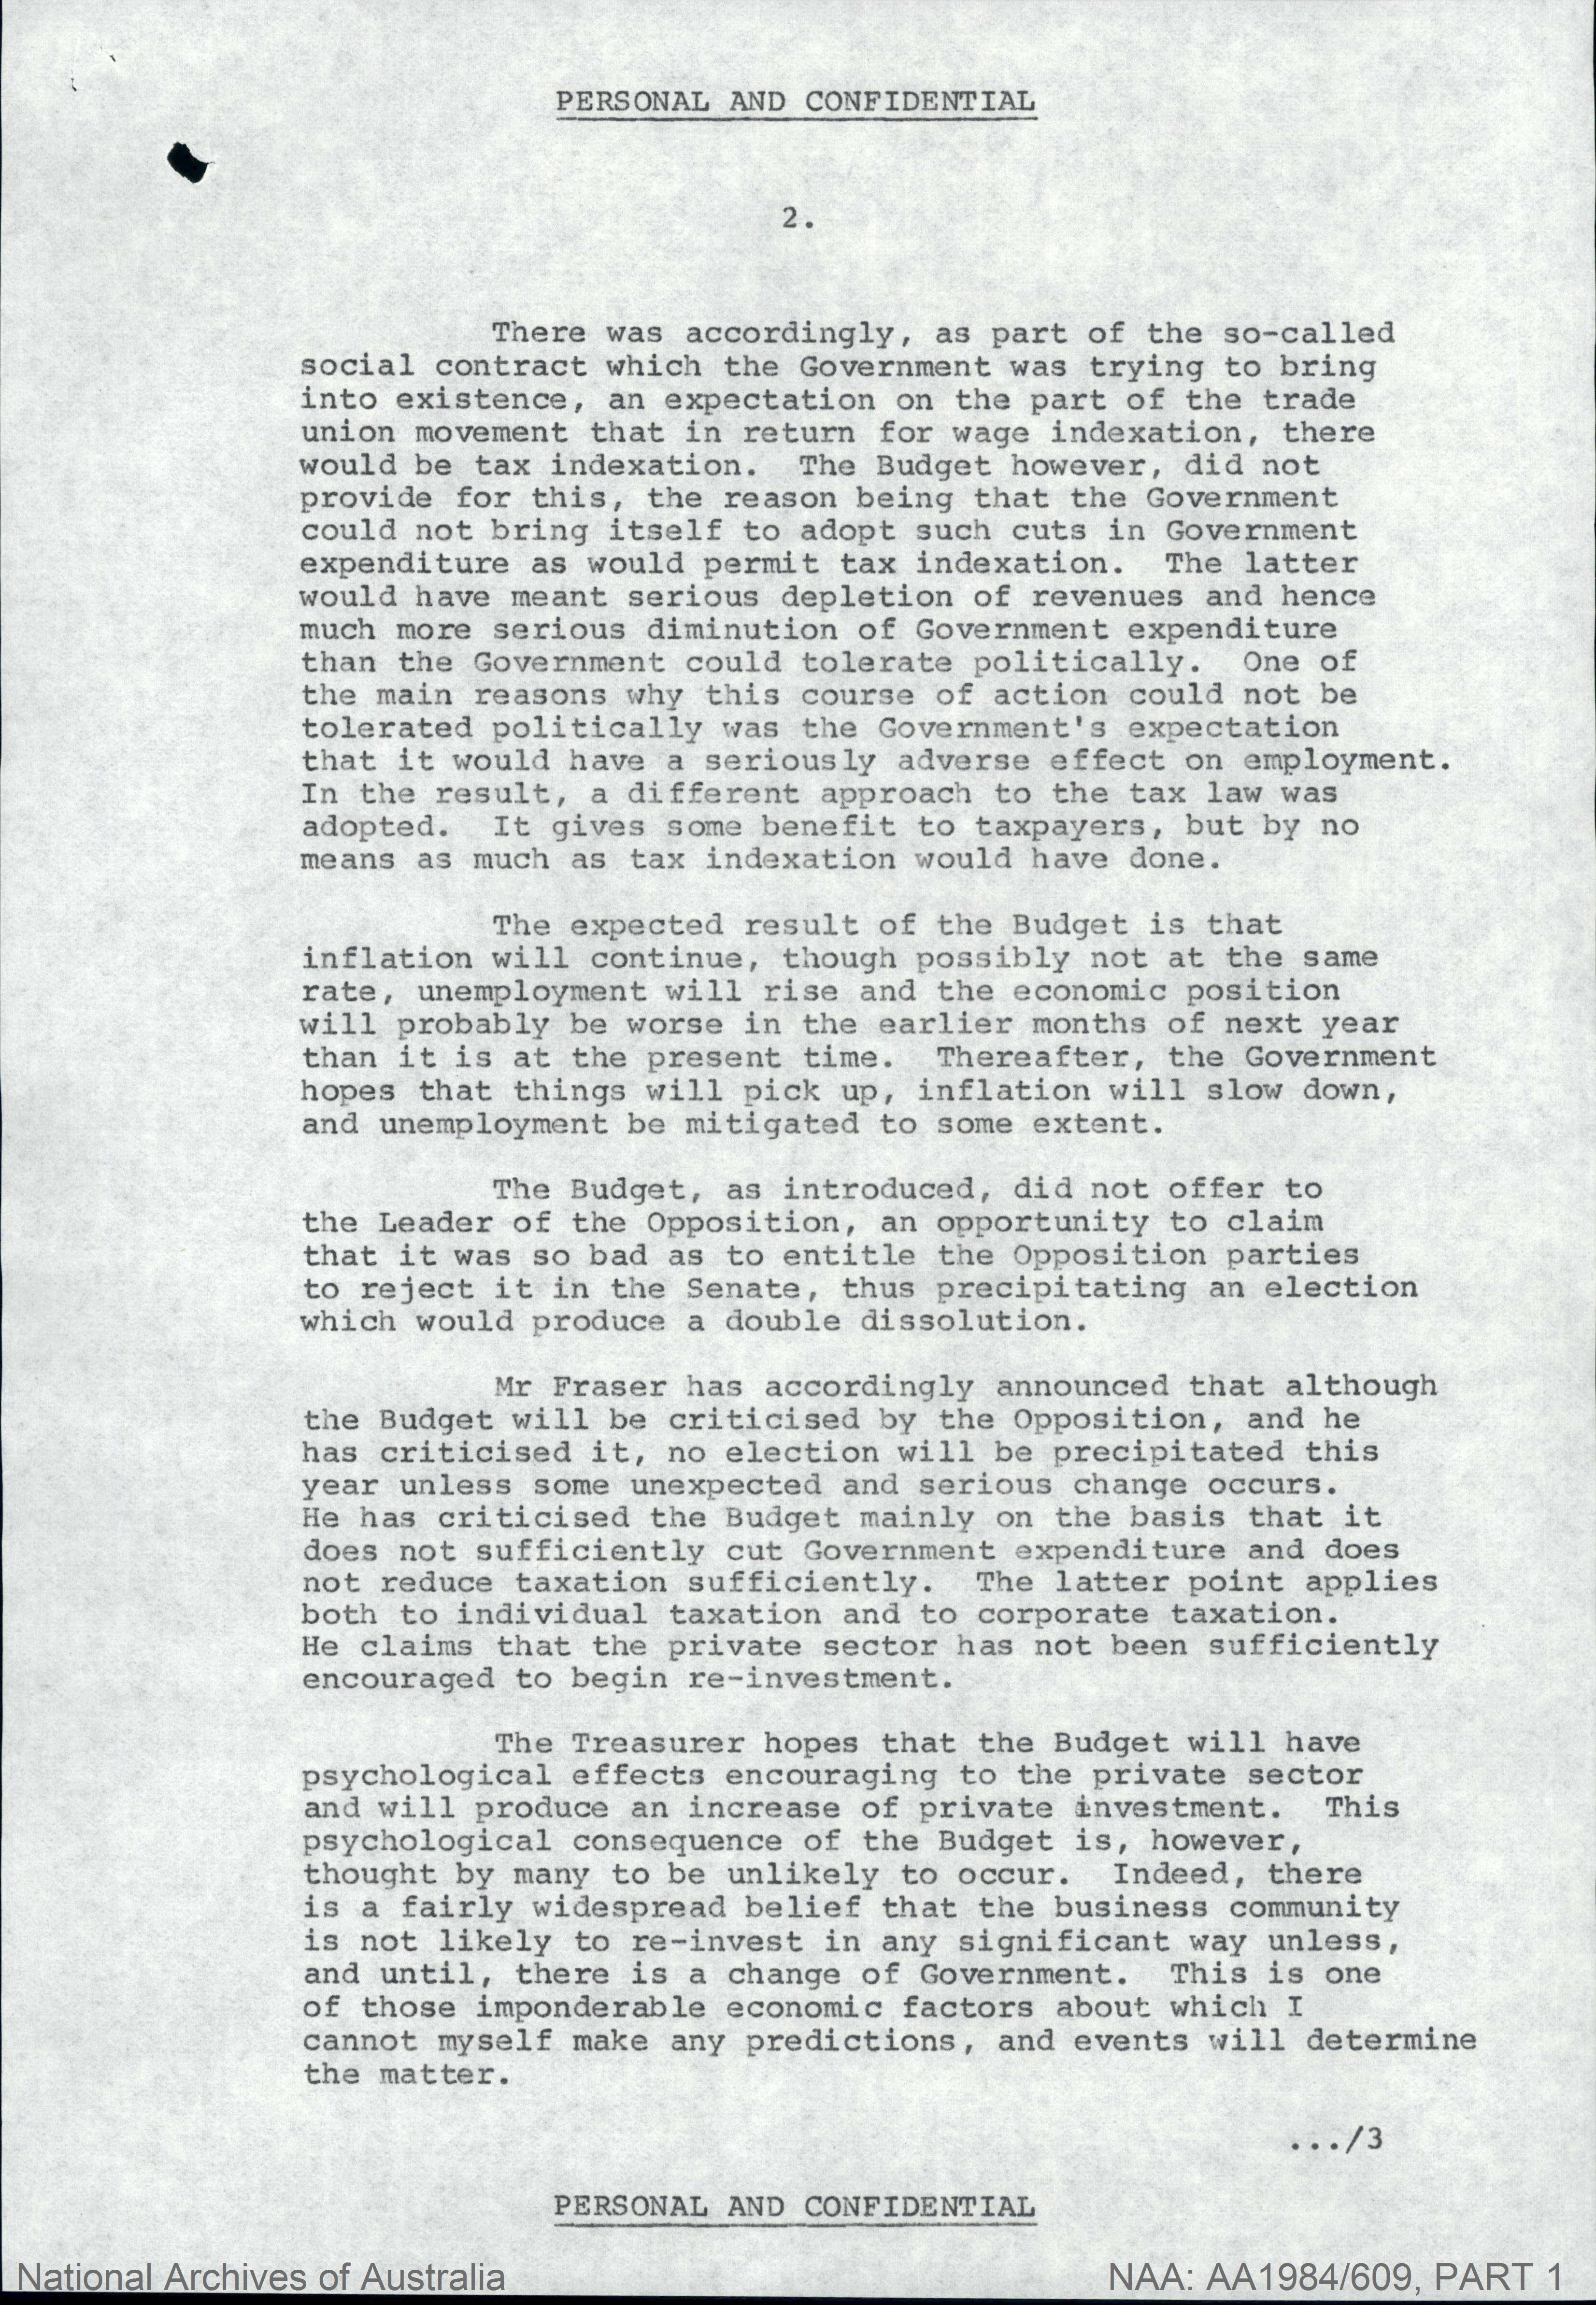 PERSONAL AND CONFIDENTIAL
2.
There was accordingly, as part of the so-called
social contract which the Government was trying to bring
into existence, an expectation on the part of the trade
union movement that in return for wage indexation, there
would be tax indexation. The Budget however, did not
provide for this, the reason being that the Government
could not bring itself to adopt such cuts in Government
expenditure as would permit tax indexation. The latter
would have meant serious depletion of revenues and hence
much more serious diminution of Government expenditure
than the Government could tolerate politically. One of
the main reasons why this course of action could not be
tolerated politically was the Government's expectation
that it would have a seriously adverse effect on employment.
In the result, a different approach to the tax law was
adopted. It gives some benefit to taxpayers, but by no
means as much as tax indexation would have done.
The expected result of the Budget is that
inflation will continue, though possibly not at the same
rate, unemployment will rise and the economic position
will probably be worse in the earlier months of next year
than it is at the present time. Thereafter, the Government
hopes that things will pick up, inflation will slow down,
and unemployment be mitigated to some extent.
The Budget, as introduced, did not offer to
the Leader of the Opposition, an opportunity to claim
that it was so bad as to entitle the Opposition parties
to reject it in the Senate, thus precipitating an election
which would produce a double dissolution.
Mr Fraser has accordingly announced that although
the Budget will be criticised by the Opposition, and he
has criticised it, no election will be precipitated this
year unless some unexpected and serious change occurs.
He has criticised the Budget mainly on the basis that it
does not sufficiently cut Government expenditure and does
not reduce taxation sufficiently. The latter point applies
both to individual taxation and to corporate taxation.
He claims that the private sector has not been sufficiently
encouraged to begin re-investment.
The Treasurer hopes that the Budget will have
psychological effects encouraging to the private sector
and will produce an increase of private investment. This
psychological consequence of the Budget is, however,
thought by many to be unlikely to occur. Indeed, there
is a fairly widespread belief that the business community
is not likely to re-invest in any significant way unless,
and until, there is a change of Government. This is one
of those imponderable economic factors about which I
cannot myself make any predictions, and events will determine
the matter.
.../3
PERSONAL AND CONFIDENTIAL
National Archives of Australia
NAA: AA1984/609, PART 1